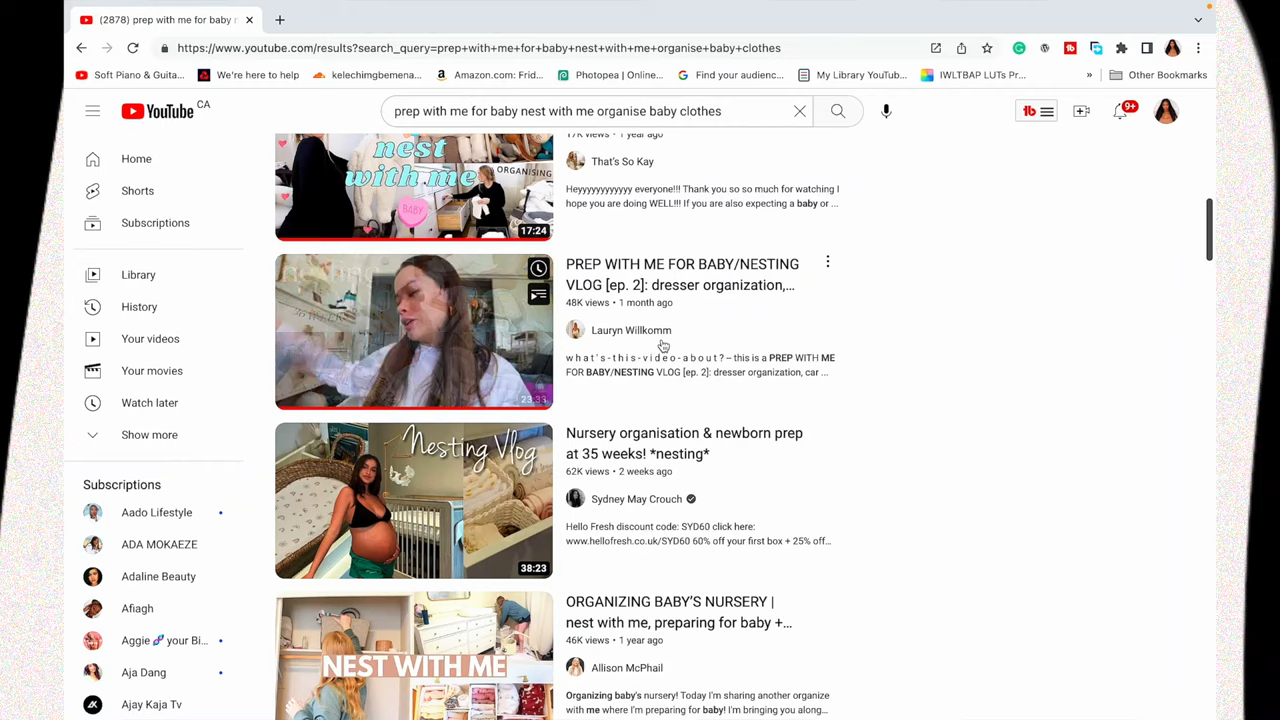 (2878) prep with me for baby
https://www.youtube.com/results?search_query=prep+with+me+for+baby+nest+with+me+organise+baby+clothes
Soft Piano & Guita...
We're here to help
kelechimgbemena...
Amazon.com: Frid...
Photopea | Online...
Find your audienc...
My Library YouTub...
IWLTBAP LUTs Pr...
»
Other Bookmarks
YouTube CA
prep with me for baby nest with me organise baby clothes
tb
9+
Home
Shorts
Subscriptions
Library
History
Your videos
Your movies
Watch later
Show more
Subscriptions
Aado Lifestyle
ADA MOKAEZE
Adaline Beauty
Afiagh
Aggie 🧬 your Bi...
Aja Dang
Ajay Kaja Tv
nest
with me
ORGANISING
BABY
17:24
17K views • 1 year ago
That's So Kay
Heyyyyyyyyyyy everyone!!! Thank you so so much for watching I
hope you are doing WELL!!! If you are also expecting a baby or ...
23:33
PREP WITH ME FOR BABY/NESTING
VLOG [ep. 2]: dresser organization,...
48K views • 1 month ago
Lauryn Willkomm
w h a t ' s - t h i s - v i d e o - a b o u t ? – this is a PREP WITH ME
FOR BABY/NESTING VLOG [ep. 2]: dresser organization, car ...
Nesting Vlog
38:23
Nursery organisation & newborn prep
at 35 weeks! *nesting*
62K views • 2 weeks ago
Sydney May Crouch
Hello Fresh discount code: SYD60 click here:
www.hellofresh.co.uk/SYD60 60% off your first box + 25% off...
NEST WITH ME
ORGANIZING BABY'S NURSERY |
nest with me, preparing for baby +...
46K views • 1 year ago
Allison McPhail
Organizing baby's nursery! Today I'm sharing another organize
with me where I'm preparing for baby! I'm bringing you along...